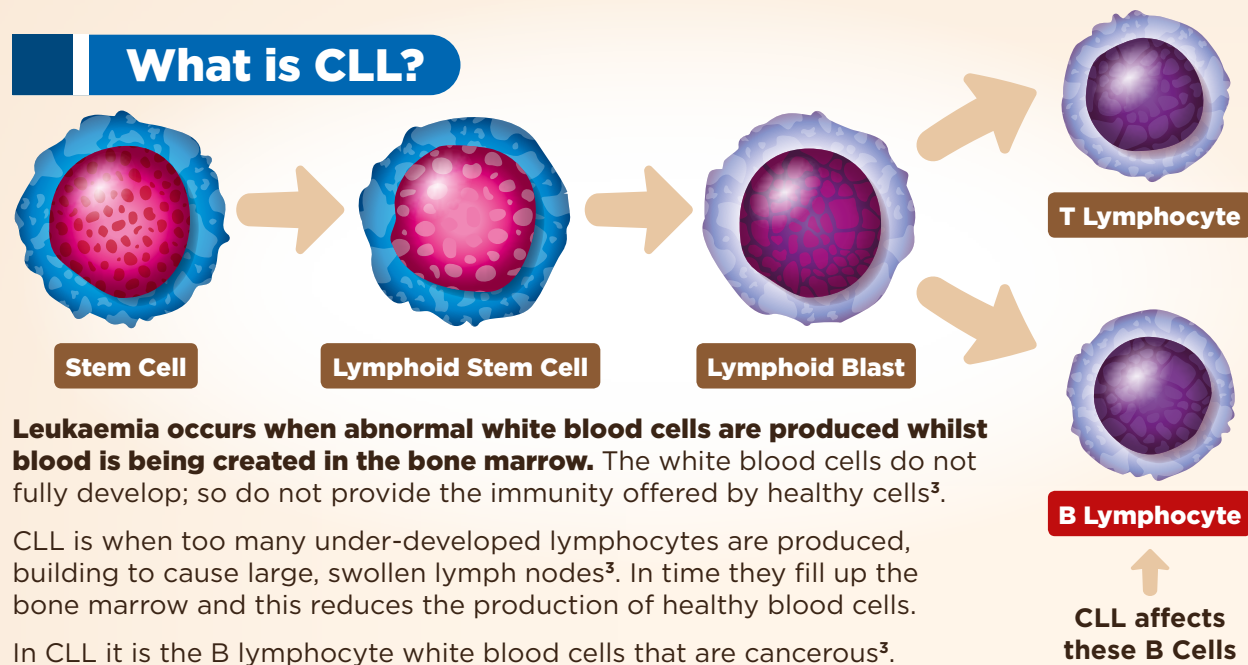 What is CLL?
T Lymphocyte
Stem Cell
Lymphoid Stem Cell
Lymphoid Blast
Leukaemia occurs when abnormal white blood cells are produced whilst
blood is being created in the bone marrow. The white blood cells do not
fully develop; so do not provide the immunity offered by healthy cells³.
CLL is when too many under-developed lymphocytes are produced,
building to cause large, swollen lymph nodes³. In time they fill up the
bone marrow and this reduces the production of healthy blood cells.
In CLL it is the B lymphocyte white blood cells that are cancerous³.
B Lymphocyte
CLL affects
these B Cells